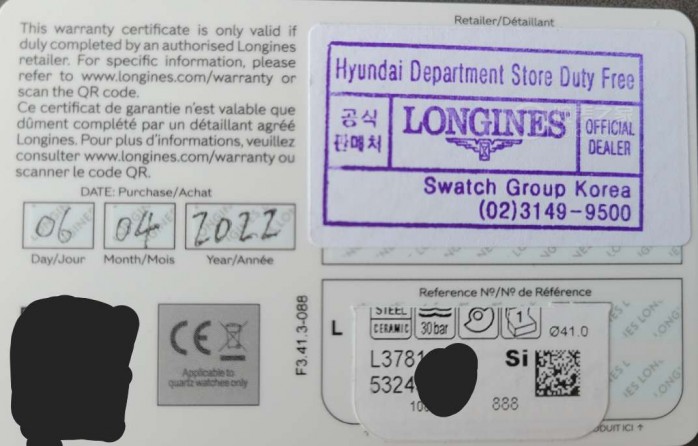 Retailer/Détaillant
This warranty certificate is only valid if
duly completed by an authorised Longines
retailer. For specific information, please
refer to www.longines.com/warranty or
scan the QR code.
Ce certificat de garantie n'est valable que
dûment complété par un détaillant agréé
Longines. Pour plus d'informations, veuillez
consulter www.longines.com/warranty ou
scanner le code QR.
DATE: Purchase/Achat
06 04 2022
Day/Jour Month/Mois Year/Année
Hyundai Department Store Duty Free
공식
판매처
LONGINES
OFFICIAL
DEALER
Swatch Group Korea
(02)3149-9500
CE
Applicable to
quartz watches only
F3.41.3-088
Reference Nº/Nº de Référence
L
STEEL
CERAMIC 30 bar 1 Ø41.0
L3781 Si
5324
888